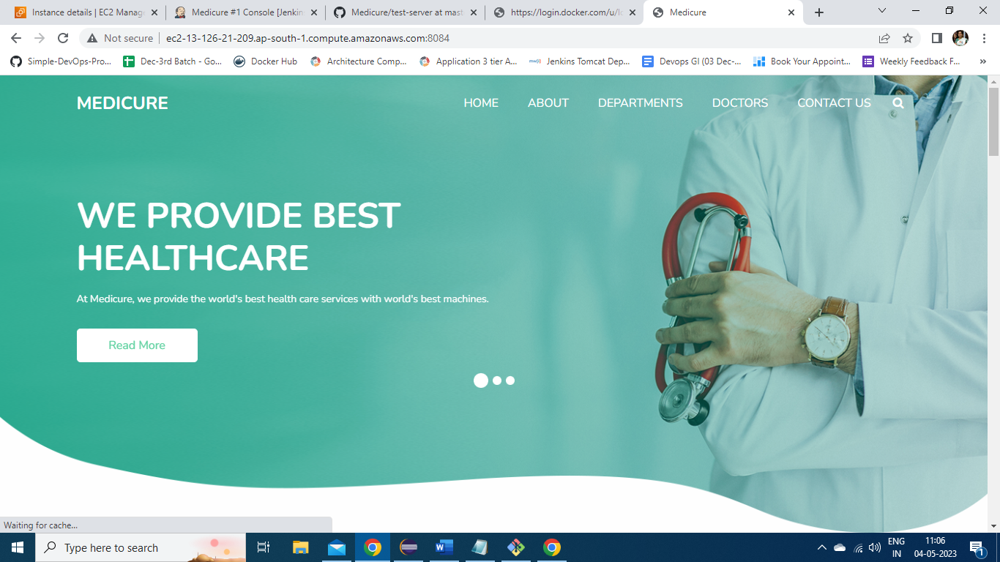 Instance details | EC2 Manag
Medicure #1 Console [Jenkin
Medicure/test-server at mast
https://login.docker.com/u/lo
Medicure
Not secure
ec2-13-126-21-209.ap-south-1.compute.amazonaws.com:8084
Simple-DevOps-Pro...
Dec-3rd Batch - Go...
Docker Hub
Architecture Comp...
Application 3 tier A...
Jenkins Tomcat Dep...
Devops GI (03 Dec-...
Book Your Appoint...
Weekly Feedback F...
MEDICURE
HOME
ABOUT
DEPARTMENTS
DOCTORS
CONTACT US
WE PROVIDE BEST
HEALTHCARE
At Medicure, we provide the world's best health care services with world's best machines.
Read More
Waiting for cache...
Type here to search
ENG
IN
11:06
04-05-2023
1